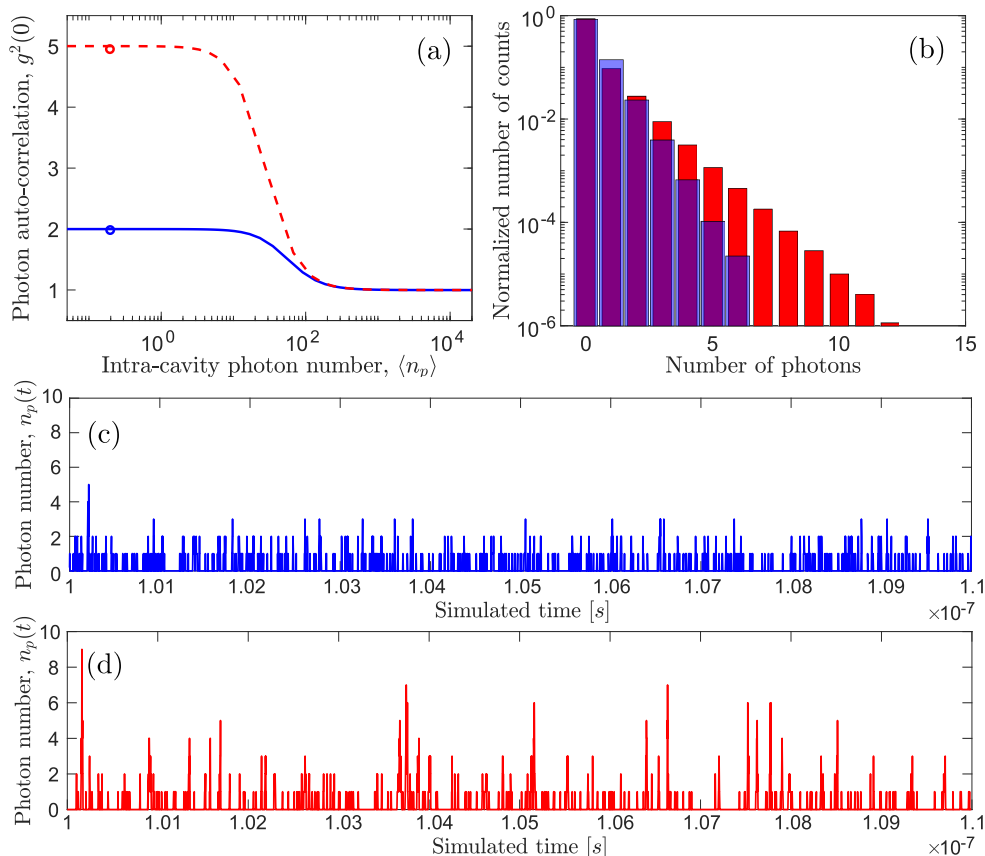 (a)
Photon auto-correlation, g²(0)
5
4
3
2
1
10⁰ 10² 10⁴
Intra-cavity photon number, ⟨nₚ⟩
(b)
Normalized number of counts
10⁰
10⁻²
10⁻⁴
10⁻⁶
0 5 10 15
Number of photons
(c)
Photon number, nₚ(t)
10
8
6
4
2
0
1 1.01 1.02 1.03 1.04 1.05 1.06 1.07 1.08 1.09 1.1
Simulated time [s]
×10⁻⁷
(d)
Photon number, nₚ(t)
10
8
6
4
2
0
1 1.01 1.02 1.03 1.04 1.05 1.06 1.07 1.08 1.09 1.1
Simulated time [s]
×10⁻⁷